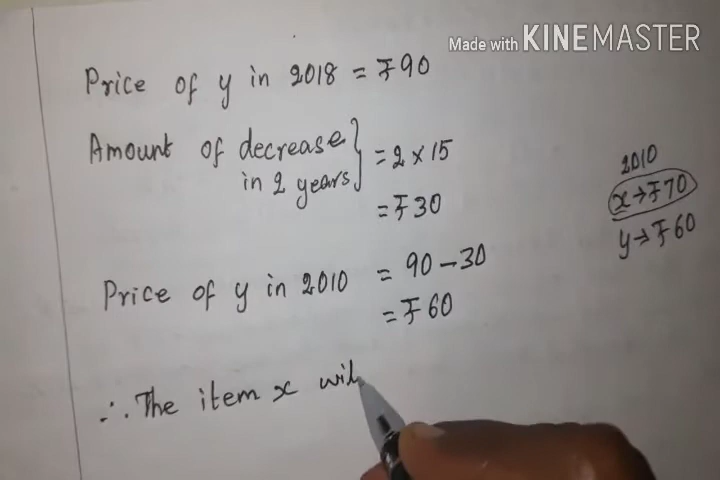 Made with KINEMASTER
Price of y in 2018 = ₹90
Amount of decrease
in 2 years } = 2 × 15
= ₹30
Price of y in 2010 = 90 - 30
= ₹60
∴ The item x wil
2010
x → ₹70
y → ₹60